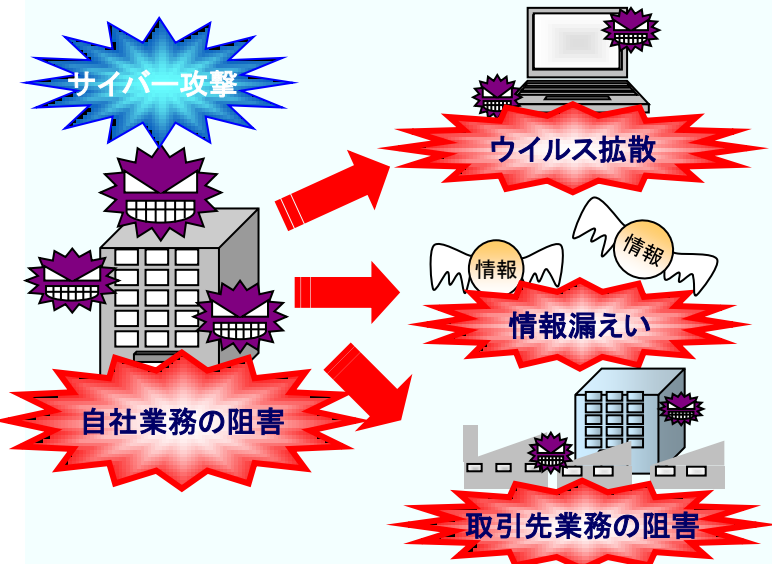 サイバー攻撃
ウイルス拡散
情報
情報
情報漏えい
自社業務の阻害
取引先業務の阻害